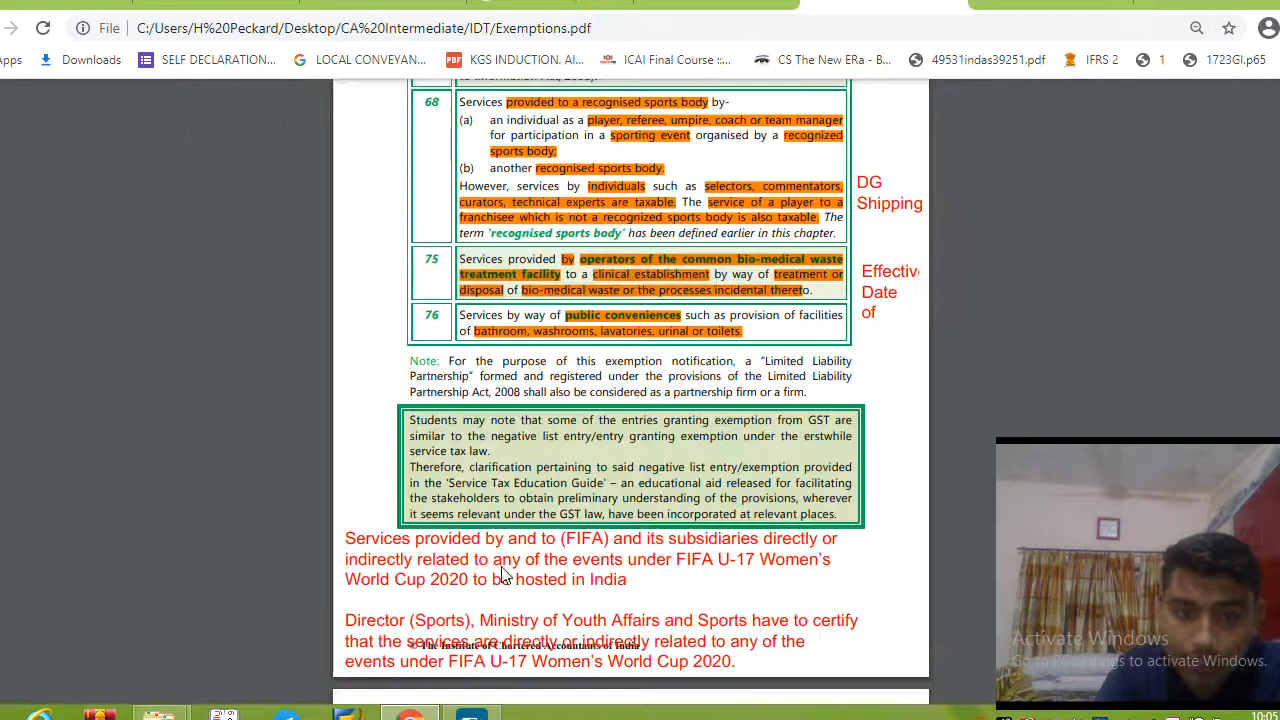 File C:/Users/H%20Peckard/Desktop/CA%20Intermediate/IDT/Exemptions.pdf
Apps Downloads SELF DECLARATION... LOCAL CONVEYAN... KGS INDUCTION. AI... ICAI Final Course ::... CS The New ERa - B... 49531indas39251.pdf IFRS 2 1 1723GI.p65
68 Services provided to a recognised sports body by-
(a) an individual as a player, referee, umpire, coach or team manager
for participation in a sporting event organised by a recognized
sports body;
(b) another recognised sports body.
However, services by individuals such as selectors, commentators,
curators, technical experts are taxable. The service of a player to a
franchisee which is not a recognized sports body is also taxable. The
term ‘recognised sports body’ has been defined earlier in this chapter.
DG
Shipping
75 Services provided by operators of the common bio-medical waste
treatment facility to a clinical establishment by way of treatment or
disposal of bio-medical waste or the processes incidental thereto.
Effective
Date
of
76 Services by way of public conveniences such as provision of facilities
of bathroom, washrooms, lavatories, urinal or toilets.
Note: For the purpose of this exemption notification, a "Limited Liability
Partnership" formed and registered under the provisions of the Limited Liability
Partnership Act, 2008 shall also be considered as a partnership firm or a firm.
Students may note that some of the entries granting exemption from GST are
similar to the negative list entry/entry granting exemption under the erstwhile
service tax law.
Therefore, clarification pertaining to said negative list entry/exemption provided
in the ‘Service Tax Education Guide’ – an educational aid released for facilitating
the stakeholders to obtain preliminary understanding of the provisions, wherever
it seems relevant under the GST law, have been incorporated at relevant places.
Services provided by and to (FIFA) and its subsidiaries directly or
indirectly related to any of the events under FIFA U-17 Women’s
World Cup 2020 to be hosted in India
Director (Sports), Ministry of Youth Affairs and Sports have to certify
that the services are directly or indirectly related to any of the
© The Institute of Chartered Accountants of India
events under FIFA U-17 Women’s World Cup 2020.
Activate Windows
Go to PC settings to activate Windows.
10:05